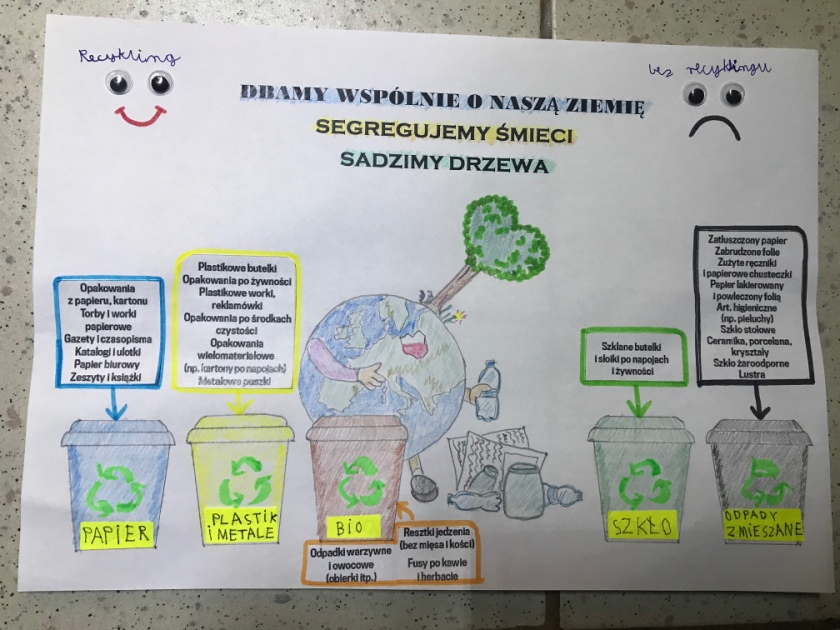 Recykling
bez recyklingu
DBAMY WSPÓLNIE O NASZĄ ZIEMIĘ
SEGREGUJEMY ŚMIECI
SADZIMY DRZEWA
Opakowania
z papieru, kartonu
Torby i worki
papierowe
Gazety i czasopisma
Katalogi i ulotki
Papier biurowy
Zeszyty i książki
Plastikowe butelki
Opakowania po żywności
Plastikowe worki,
reklamówki
Opakowania po środkach
czystości
Opakowania
wielomateriałowe
(np. kartony po napojach)
Metalowe puszki
Szklane butelki
i słoiki po napojach
i żywności
Zatłuszczony papier
Zabrudzone folie
Zużyte ręczniki
i papierowe chusteczki
Papier lakierowany
i powleczony folią
Art. higieniczne
(np. pieluchy)
Szkło stołowe
Ceramika, porcelana,
kryształy
Szkło żaroodporne
Lustra
PAPIER
PLASTIK
i METALE
BIO
SZKŁO
ODPADY
ZMIESZANE
Odpadki warzywne
i owocowe
(obierki itp.)
Resztki jedzenia
(bez mięsa i kości)
Fusy po kawie
i herbacie